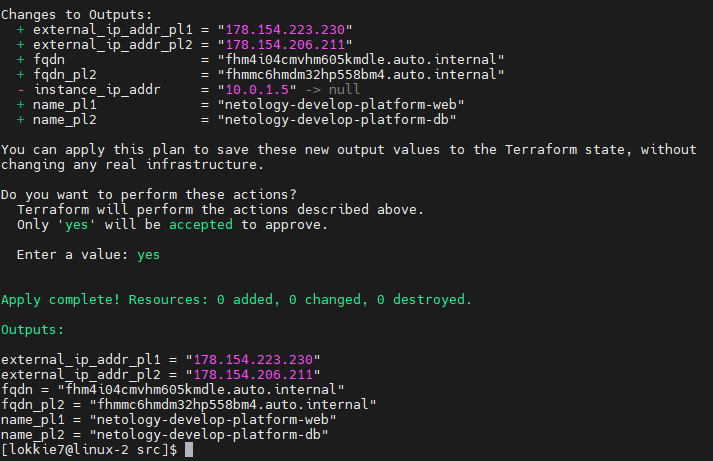 Changes to Outputs:
  + external_ip_addr_pl1 = "178.154.223.230"
  + external_ip_addr_pl2 = "178.154.206.211"
  + fqdn                 = "fhm4i04cmvhm605kmdle.auto.internal"
  + fqdn_pl2             = "fhmmc6hmdm32hp558bm4.auto.internal"
  - instance_ip_addr     = "10.0.1.5" -> null
  + name_pl1             = "netology-develop-platform-web"
  + name_pl2             = "netology-develop-platform-db"

You can apply this plan to save these new output values to the Terraform state, without
changing any real infrastructure.

Do you want to perform these actions?
  Terraform will perform the actions described above.
  Only 'yes' will be accepted to approve.

  Enter a value: yes


Apply complete! Resources: 0 added, 0 changed, 0 destroyed.

Outputs:

external_ip_addr_pl1 = "178.154.223.230"
external_ip_addr_pl2 = "178.154.206.211"
fqdn = "fhm4i04cmvhm605kmdle.auto.internal"
fqdn_pl2 = "fhmmc6hmdm32hp558bm4.auto.internal"
name_pl1 = "netology-develop-platform-web"
name_pl2 = "netology-develop-platform-db"
[lokkie7@linux-2 src]$